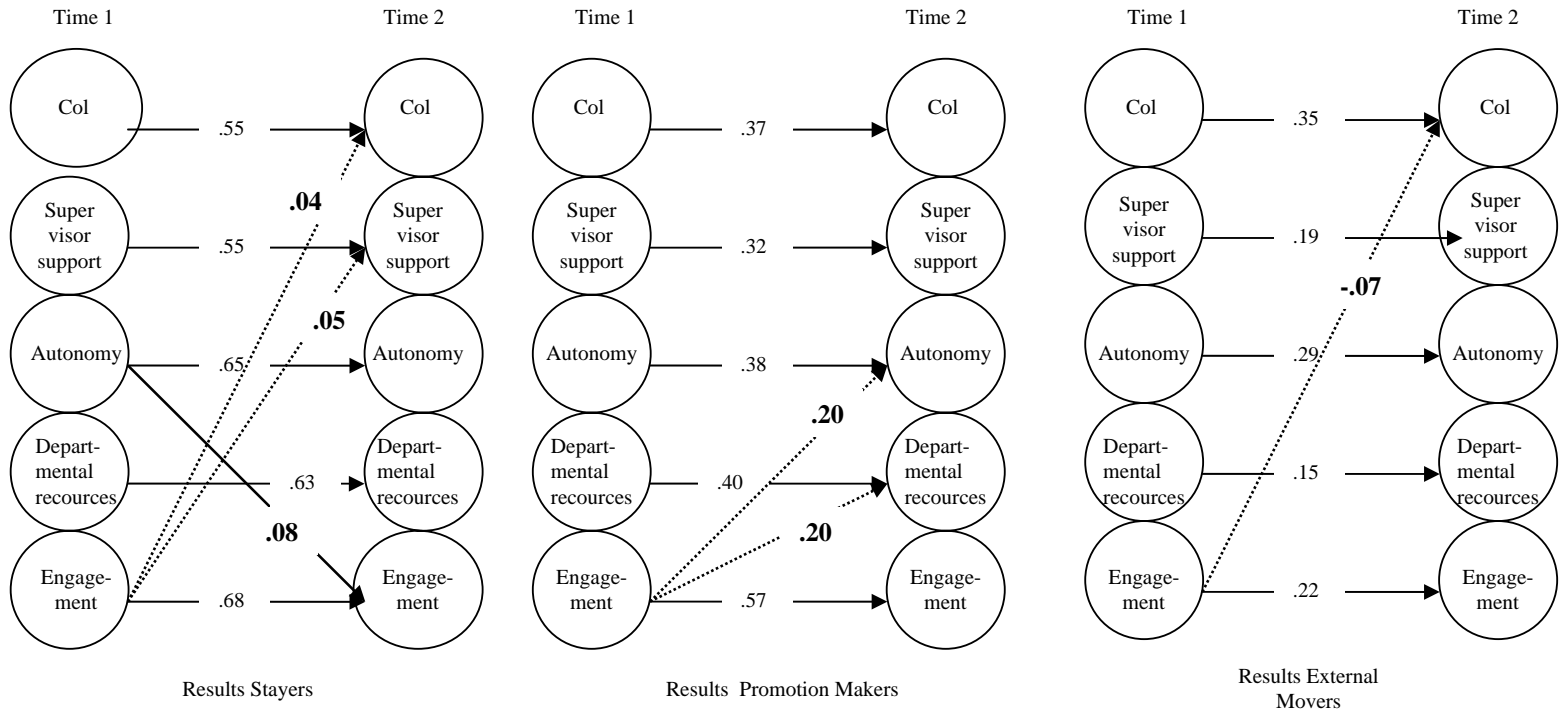 Time 1
Time 2
Col
.55
Col
.04
Super
visor
support
.55
Super
visor
support
.05
Autonomy
.65
Autonomy
Depart-
mental
recources
.63
Depart-
mental
recources
.08
Engage-
ment
.68
Engage-
ment
Results Stayers
Time 1
Time 2
Col
.37
Col
Super
visor
support
.32
Super
visor
support
Autonomy
.38
Autonomy
.20
Depart-
mental
recources
.40
Depart-
mental
recources
.20
Engage-
ment
.57
Engage-
ment
Results Promotion Makers
Time 1
Time 2
Col
.35
Col
Super
visor
support
.19
Super
visor
support
-.07
Autonomy
.29
Autonomy
Depart-
mental
recources
.15
Depart-
mental
recources
Engage-
ment
.22
Engage-
ment
Results External
Movers